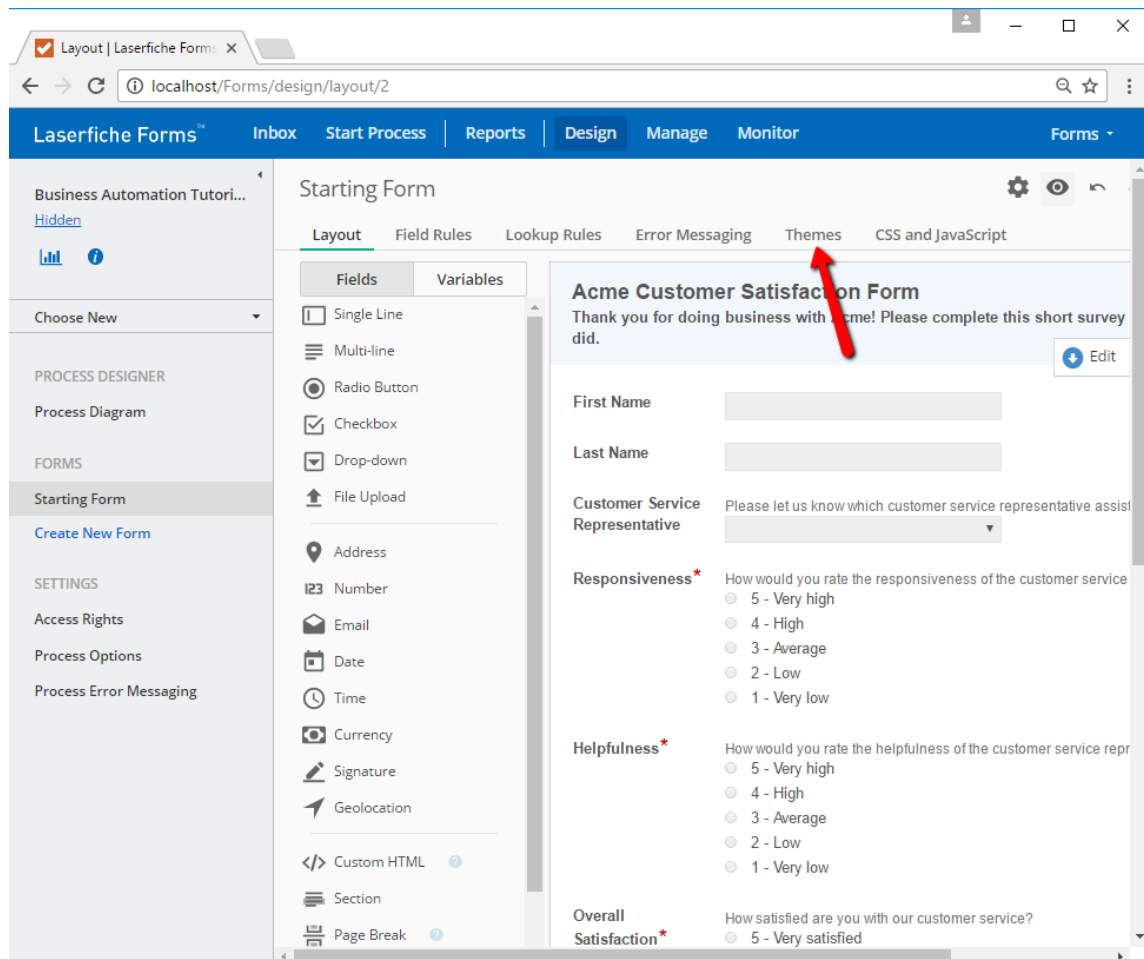 Layout | Laserfiche Forms
localhost/Forms/design/layout/2
Laserfiche Forms™ Inbox Start Process Reports Design Manage Monitor Forms
Business Automation Tutori...
Hidden
Choose New
PROCESS DESIGNER
Process Diagram
FORMS
Starting Form
Create New Form
SETTINGS
Access Rights
Process Options
Process Error Messaging
Starting Form
Layout Field Rules Lookup Rules Error Messaging Themes CSS and JavaScript
Fields Variables
Single Line
Multi-line
Radio Button
Checkbox
Drop-down
File Upload
Address
123 Number
Email
Date
Time
Currency
Signature
Geolocation
</> Custom HTML ?
Section
Page Break ?
Acme Customer Satisfaction Form
Thank you for doing business with Acme! Please complete this short survey
did.
Edit
First Name
Last Name
Customer Service
Representative
Please let us know which customer service representative assist
Responsiveness*
How would you rate the responsiveness of the customer service
5 - Very high
4 - High
3 - Average
2 - Low
1 - Very low
Helpfulness*
How would you rate the helpfulness of the customer service repr
5 - Very high
4 - High
3 - Average
2 - Low
1 - Very low
Overall
Satisfaction*
How satisfied are you with our customer service?
5 - Very satisfied